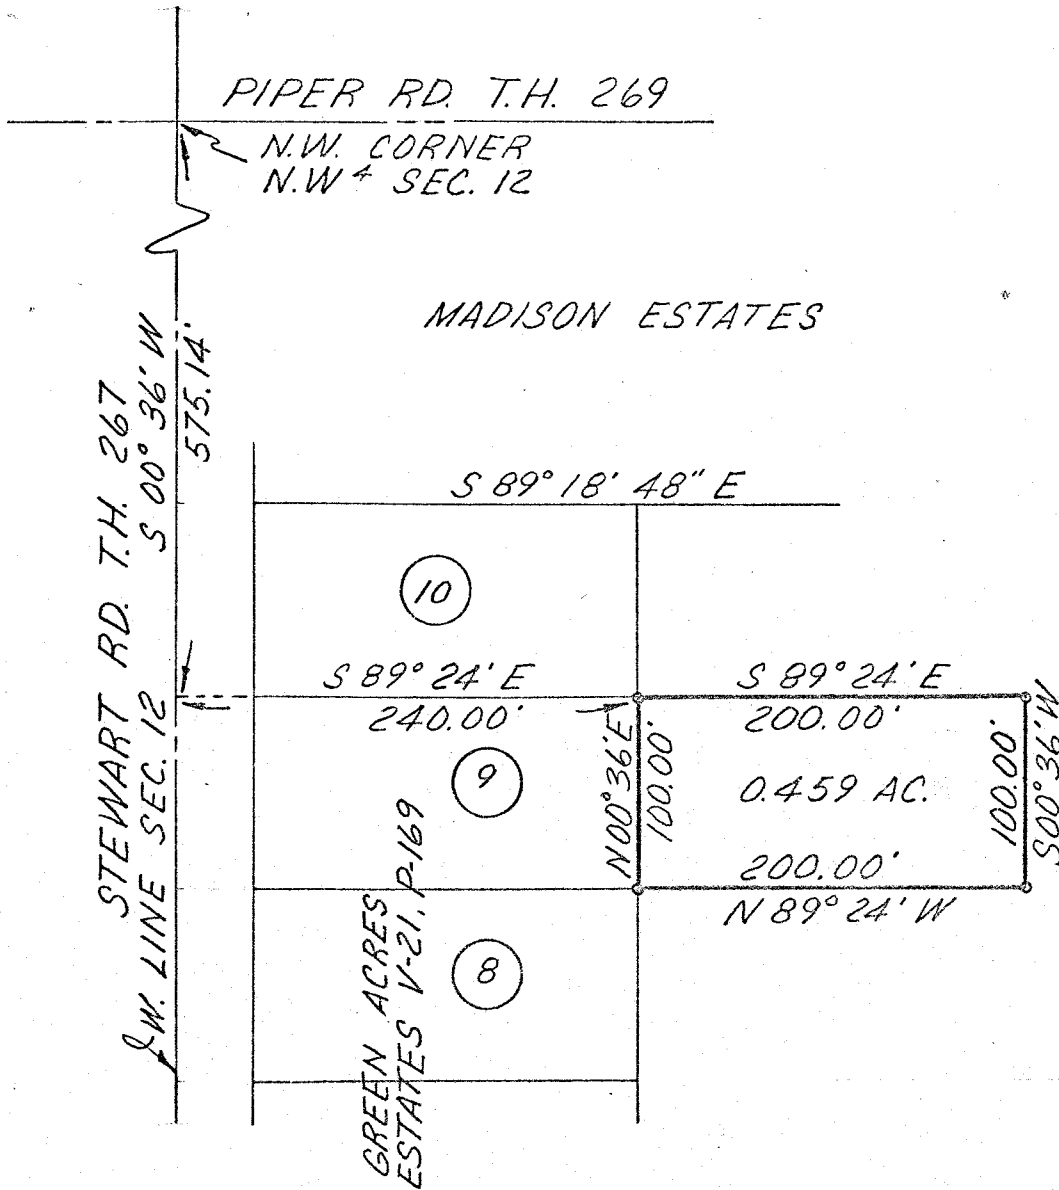 PIPER RD. T.H. 269
N.W. CORNER
N.W 4 SEC. 12
MADISON ESTATES
STEWART RD. T.H. 267
W. LINE SEC. 12
S 00° 36' W
575.14'
S 89° 18' 48" E
10
S 89° 24' E
240.00'
9
S 89° 24' E
200.00'
N00°36'E
100.00'
0.459 AC.
100.00'
S00°36'W
200.00'
N 89° 24' W
GREEN ACRES
ESTATES V-21, P-169
8